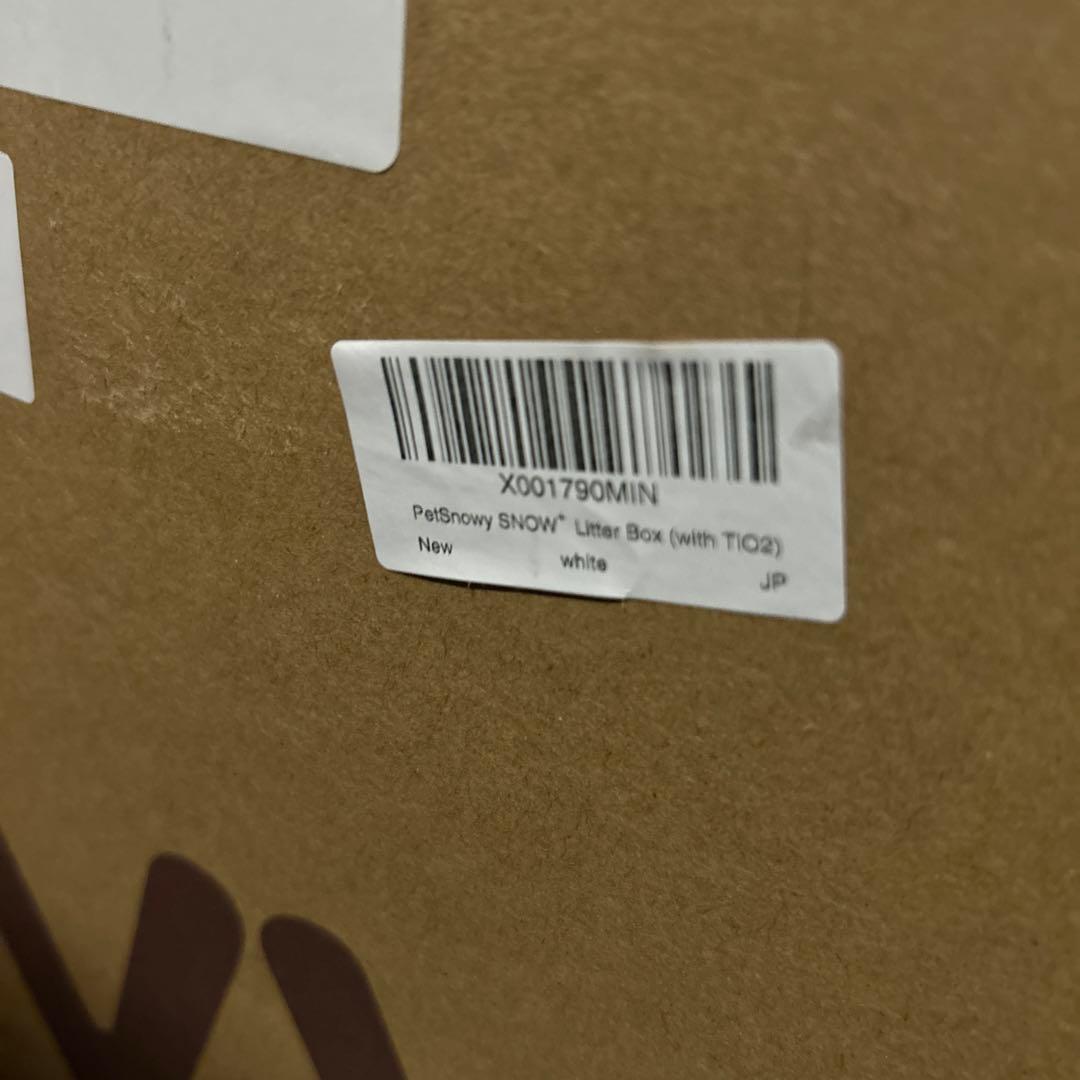 X001790MIN
PetSnowy SNOW⁺ Litter Box (with TIO2)
New white
JP